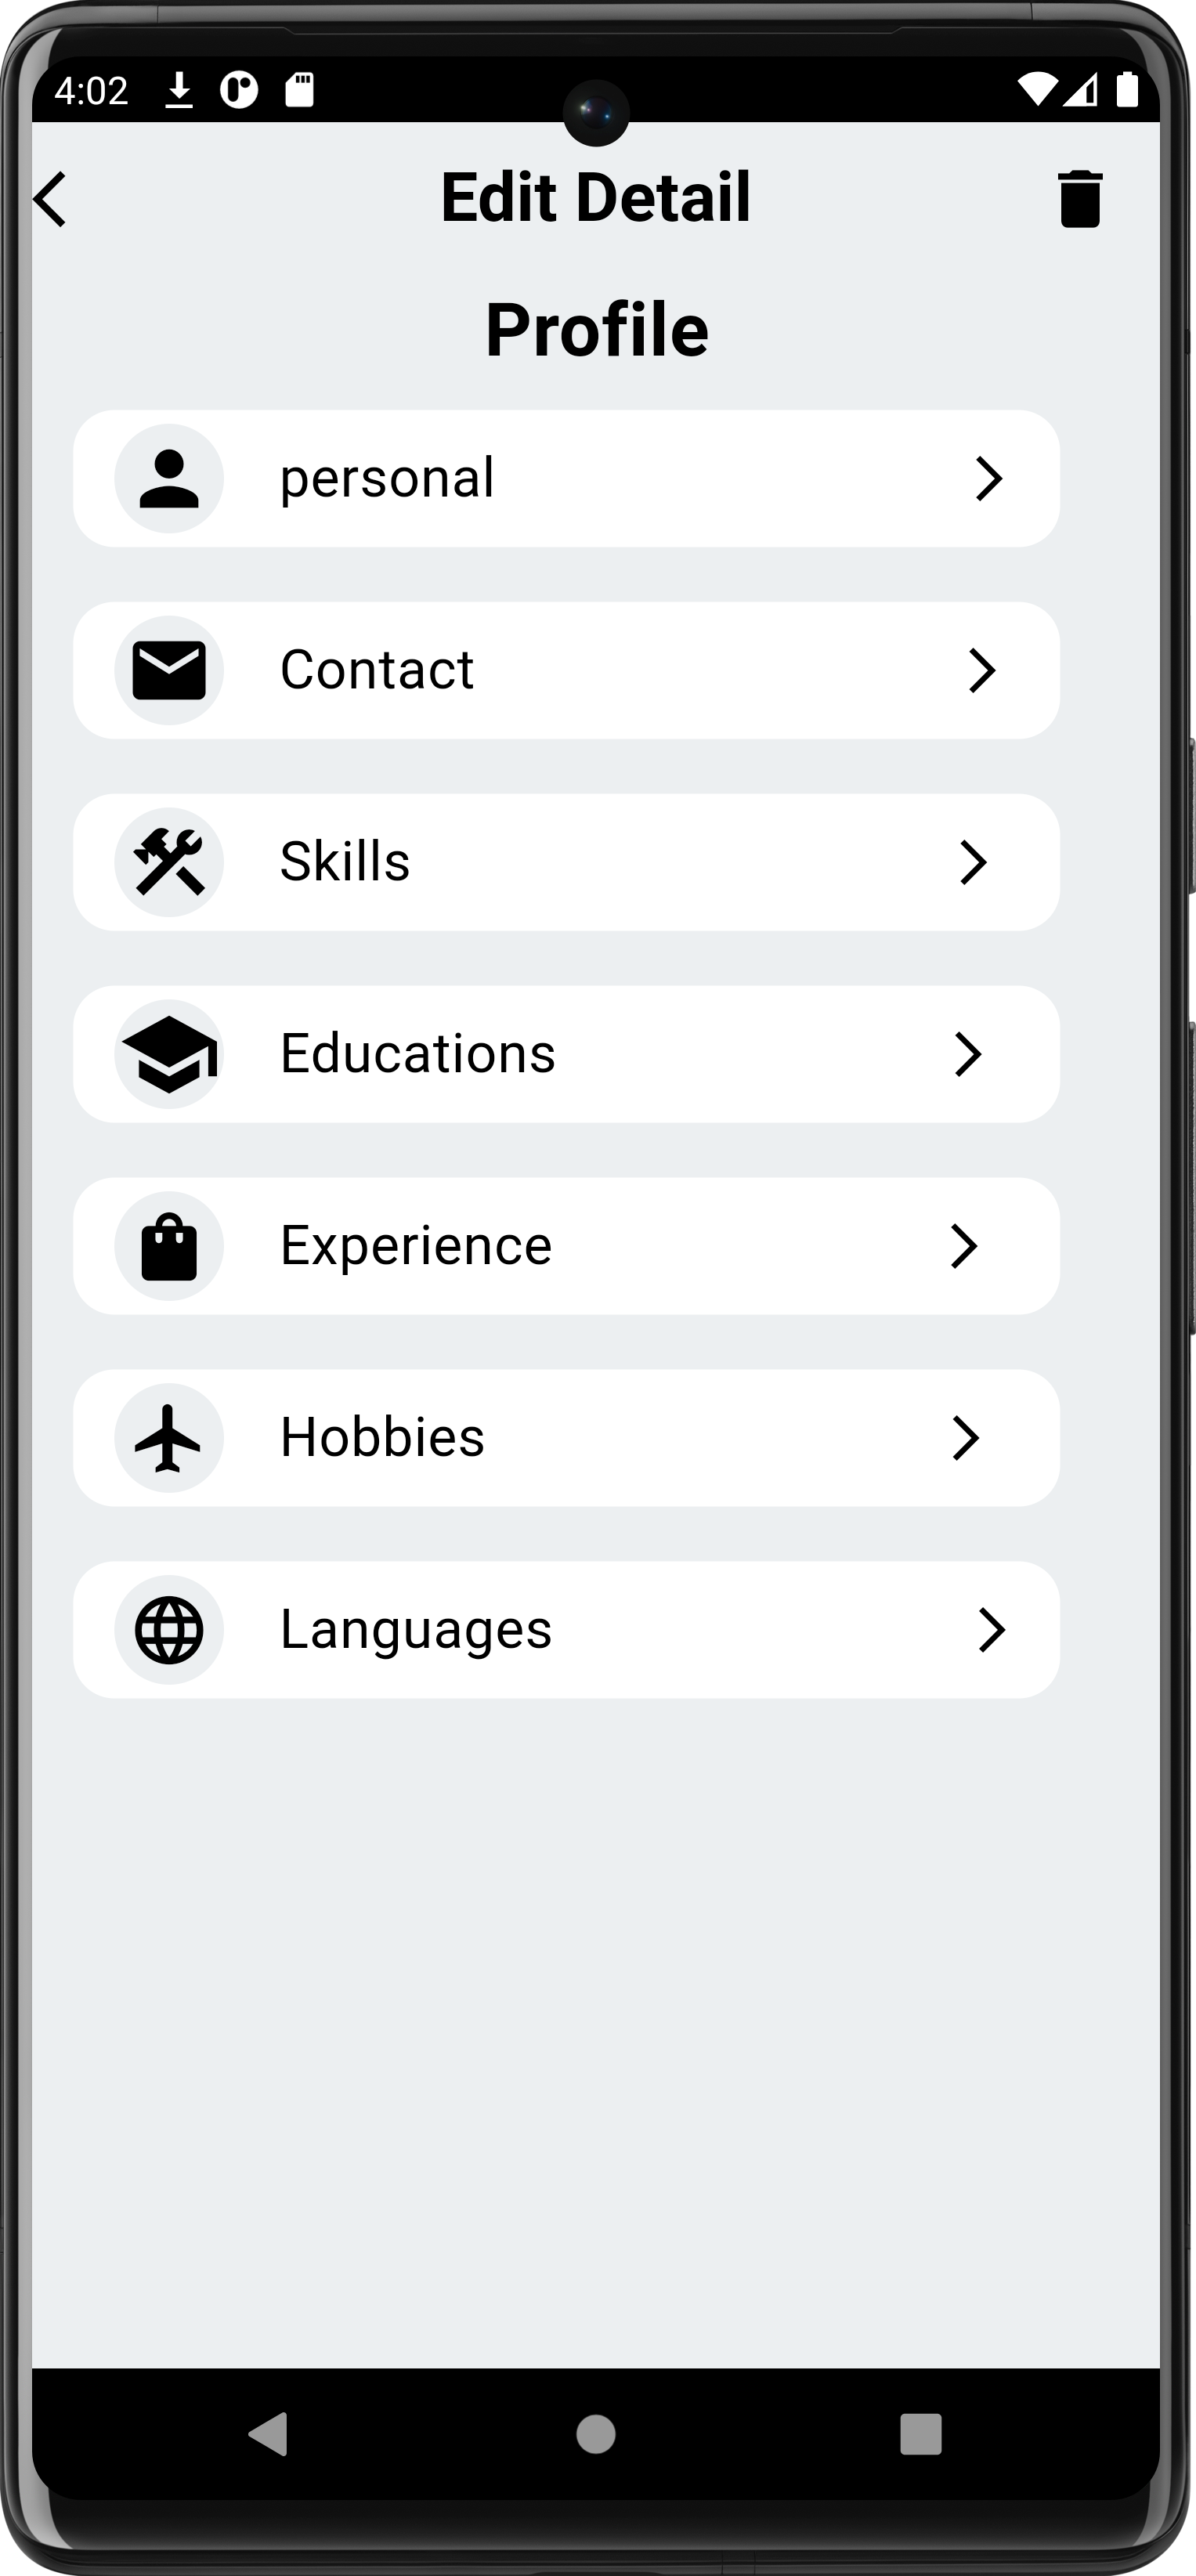 4:02
Edit Detail
Profile
personal
Contact
Skills
Educations
Experience
Hobbies
Languages